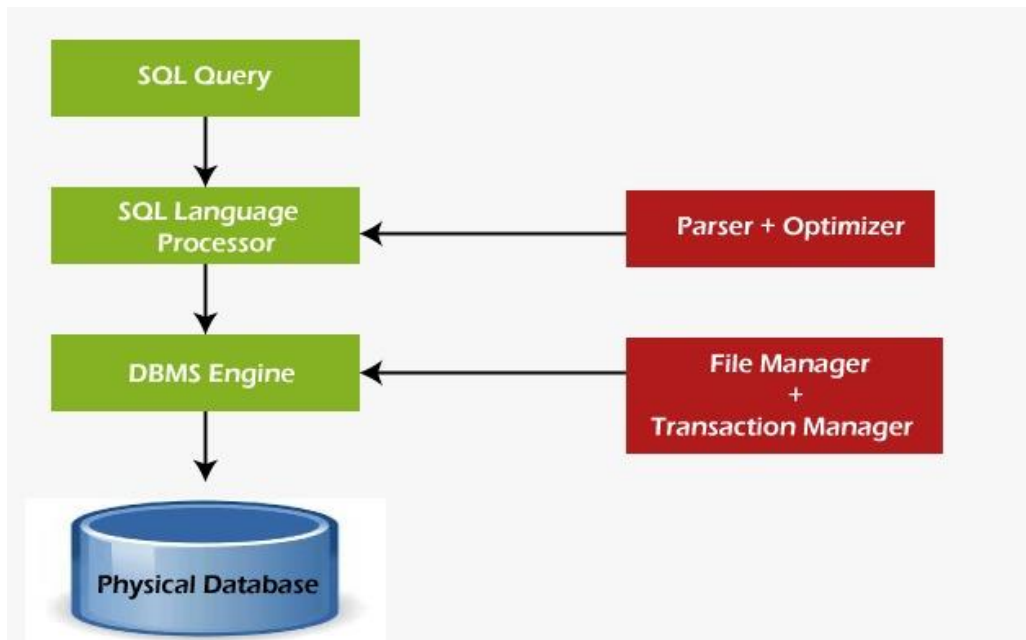 SQL Query
SQL Language
Processor
Parser + Optimizer
DBMS Engine
File Manager
+
Transaction Manager
Physical Database